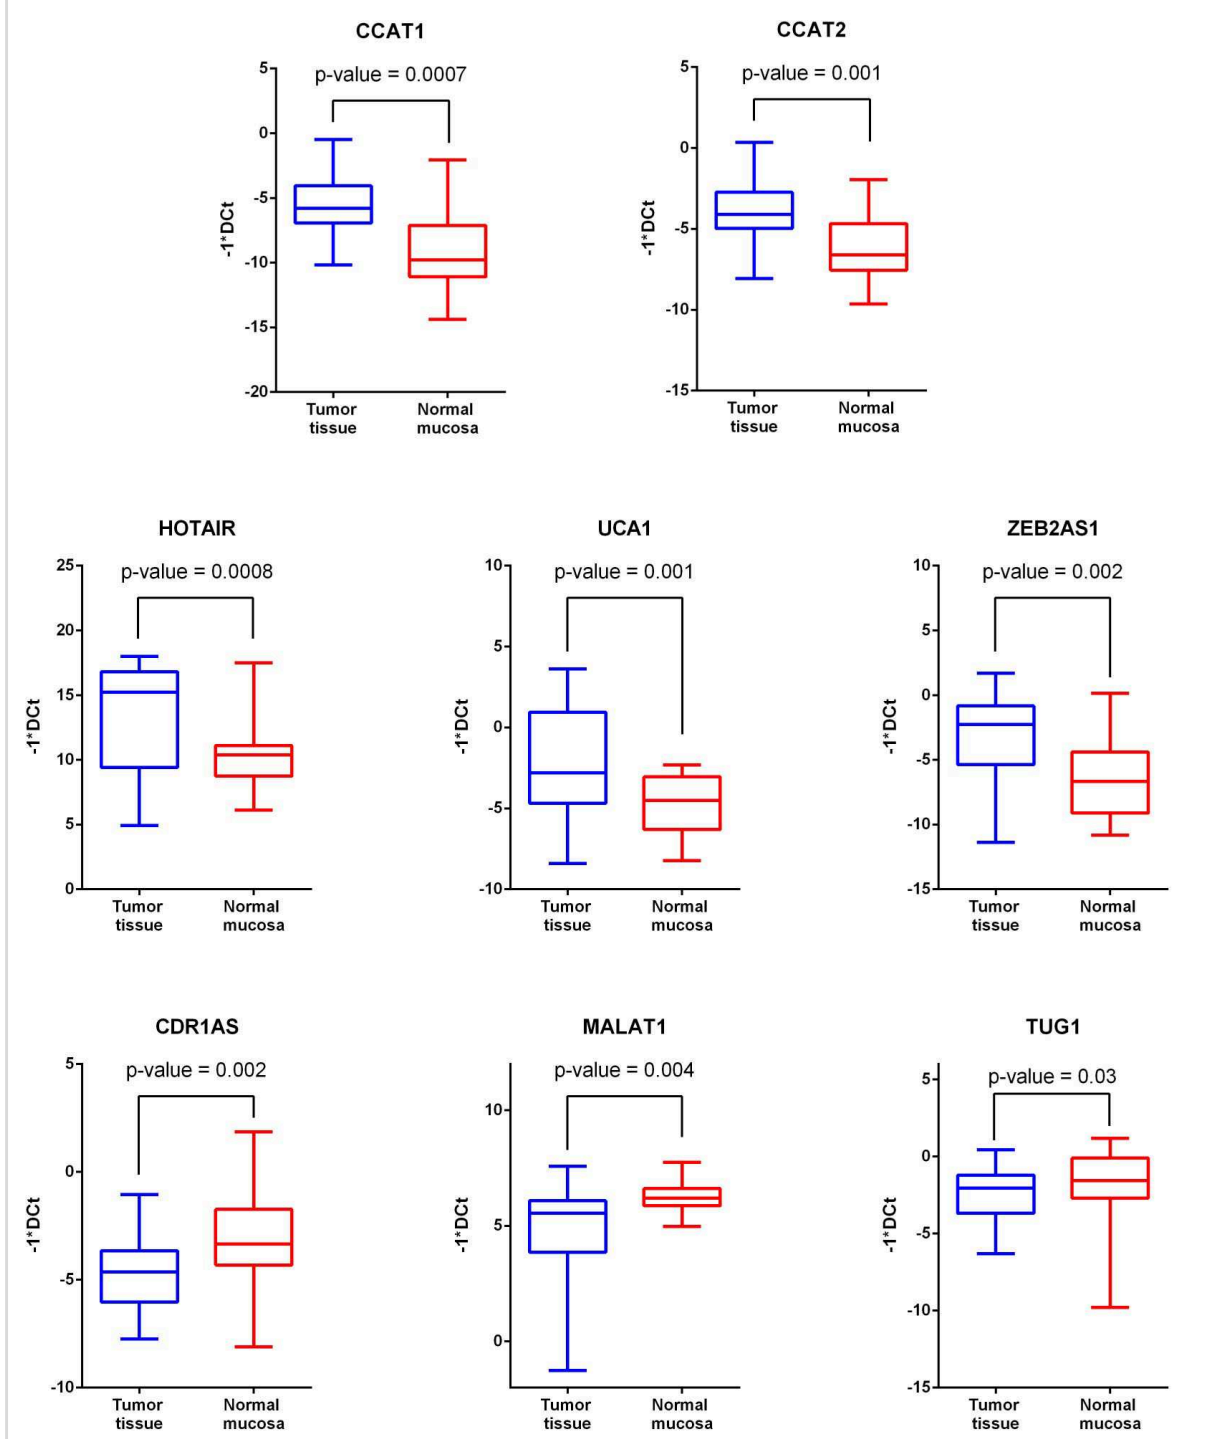 CCAT1
p-value = 0.0007
5
0
-5
-10
-15
-20
-1*DCt
Tumor
tissue
Normal
mucosa
CCAT2
p-value = 0.001
5
0
-5
-10
-15
-1*DCt
Tumor
tissue
Normal
mucosa
HOTAIR
p-value = 0.0008
25
20
15
10
5
0
-1*DCt
Tumor
tissue
Normal
mucosa
UCA1
p-value = 0.001
10
5
0
-5
-10
-1*DCt
Tumor
tissue
Normal
mucosa
ZEB2AS1
p-value = 0.002
10
5
0
-5
-10
-15
-1*DCt
Tumor
tissue
Normal
mucosa
CDR1AS
p-value = 0.002
5
0
-5
-10
-1*DCt
Tumor
tissue
Normal
mucosa
MALAT1
p-value = 0.004
10
5
0
-1*DCt
Tumor
tissue
Normal
mucosa
TUG1
p-value = 0.03
5
0
-5
-10
-15
-1*DCt
Tumor
tissue
Normal
mucosa